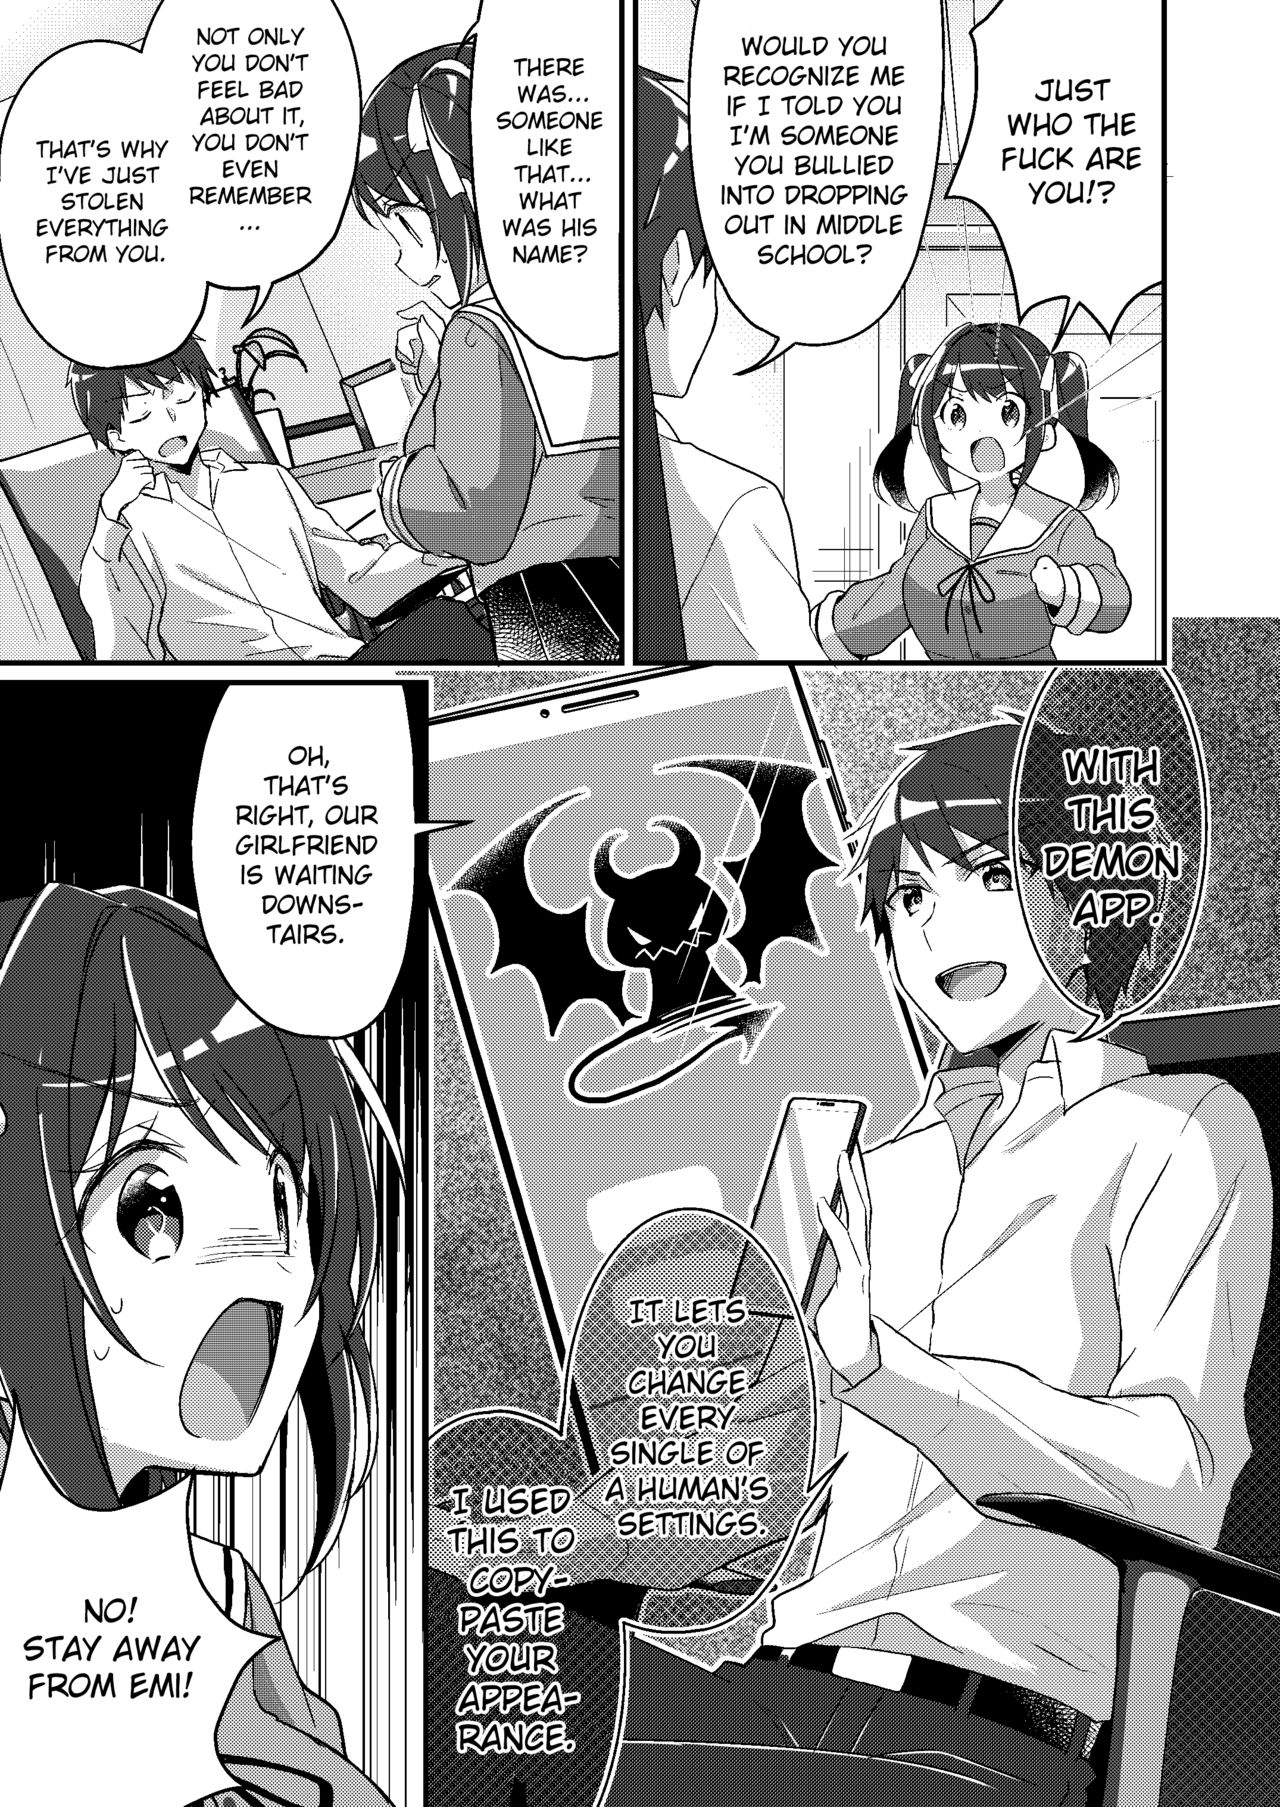 JUST
WHO THE
FUCK ARE
YOU!?
WOULD YOU
RECOGNIZE ME
IF I TOLD YOU
I'M SOMEONE
YOU BULLIED
INTO DROPPING
OUT IN MIDDLE
SCHOOL?
THERE
WAS...
SOMEONE
LIKE
THAT...
WHAT
WAS HIS
NAME?
NOT ONLY
YOU DON'T
FEEL BAD
ABOUT IT,
YOU DON'T
EVEN
REMEMBER
...
THAT'S WHY
I'VE JUST
STOLEN
EVERYTHING
FROM YOU.
WITH
THIS
DEMON
APP.
IT LETS
YOU
CHANGE
EVERY
SINGLE OF
A HUMAN'S
SETTINGS.
I USED
THIS TO
COPY-
PASTE
YOUR
APPEA-
RANCE.
OH,
THAT'S
RIGHT, OUR
GIRLFRIEND
IS WAITING
DOWNS-
TAIRS.
NO!
STAY AWAY
FROM EMI!